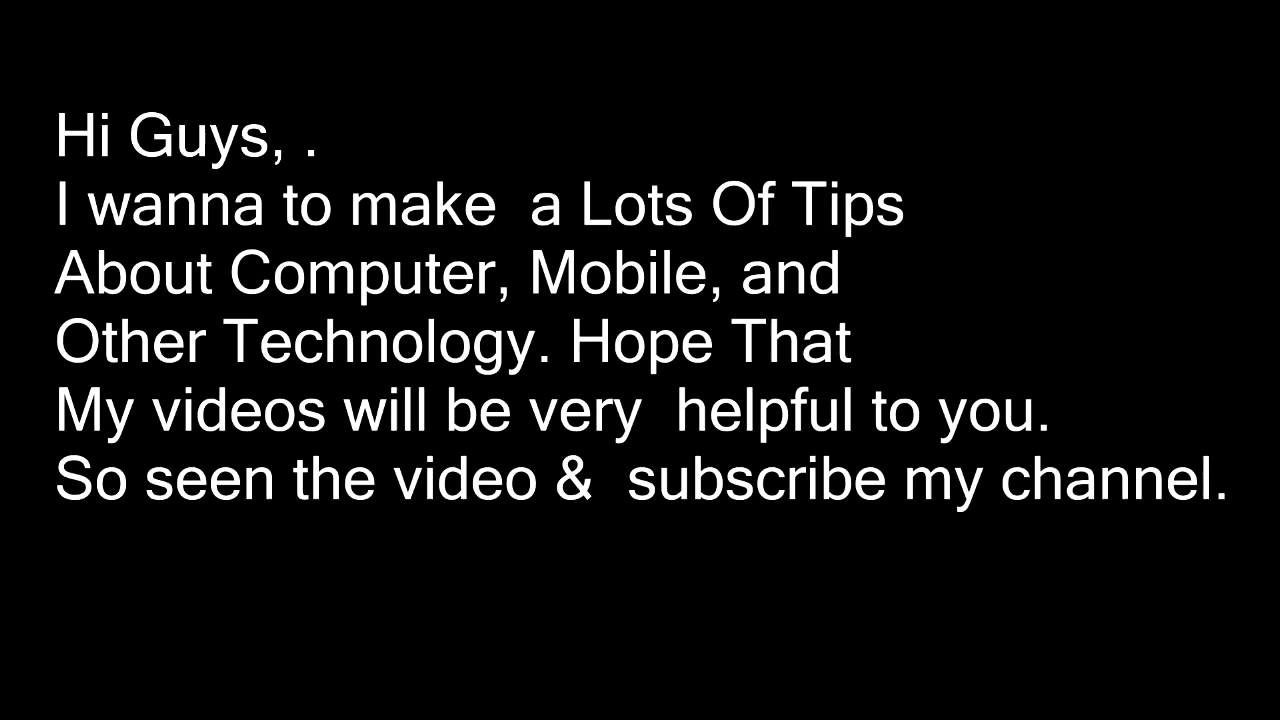 Hi Guys, .
I wanna to make  a Lots Of Tips
About Computer, Mobile, and
Other Technology. Hope That
My videos will be very  helpful to you.
So seen the video &  subscribe my channel.